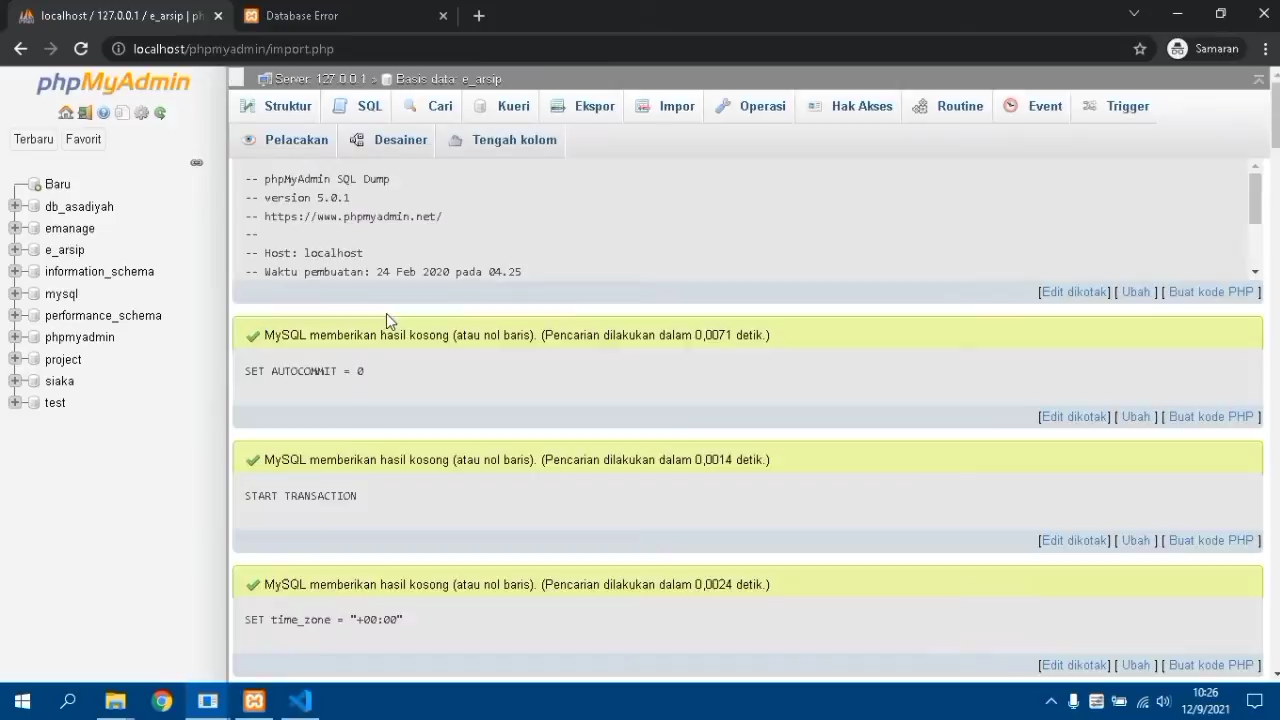 localhost / 127.0.0.1 / e_arsip | ph
Database Error
localhost/phpmyadmin/import.php
Samaran
phpMyAdmin
Terbaru
Favorit
Baru
db_asadiyah
emanage
e_arsip
information_schema
mysql
performance_schema
phpmyadmin
project
siaka
test
Server: 127.0.0.1 » Basis data: e_arsip
Struktur
SQL
Cari
Kueri
Ekspor
Impor
Operasi
Hak Akses
Routine
Event
Trigger
Pelacakan
Desainer
Tengah kolom
-- phpMyAdmin SQL Dump
-- version 5.0.1
-- https://www.phpmyadmin.net/
--
-- Host: localhost
-- Waktu pembuatan: 24 Feb 2020 pada 04.25
[Edit dikotak] [ Ubah ] [ Buat kode PHP ]
MySQL memberikan hasil kosong (atau nol baris). (Pencarian dilakukan dalam 0,0071 detik.)
SET AUTOCOMMIT = 0
[Edit dikotak] [ Ubah ] [ Buat kode PHP ]
MySQL memberikan hasil kosong (atau nol baris). (Pencarian dilakukan dalam 0,0014 detik.)
START TRANSACTION
[Edit dikotak] [ Ubah ] [ Buat kode PHP ]
MySQL memberikan hasil kosong (atau nol baris). (Pencarian dilakukan dalam 0,0024 detik.)
SET time_zone = "+00:00"
[Edit dikotak] [ Ubah ] [ Buat kode PHP ]
10:26
12/9/2021